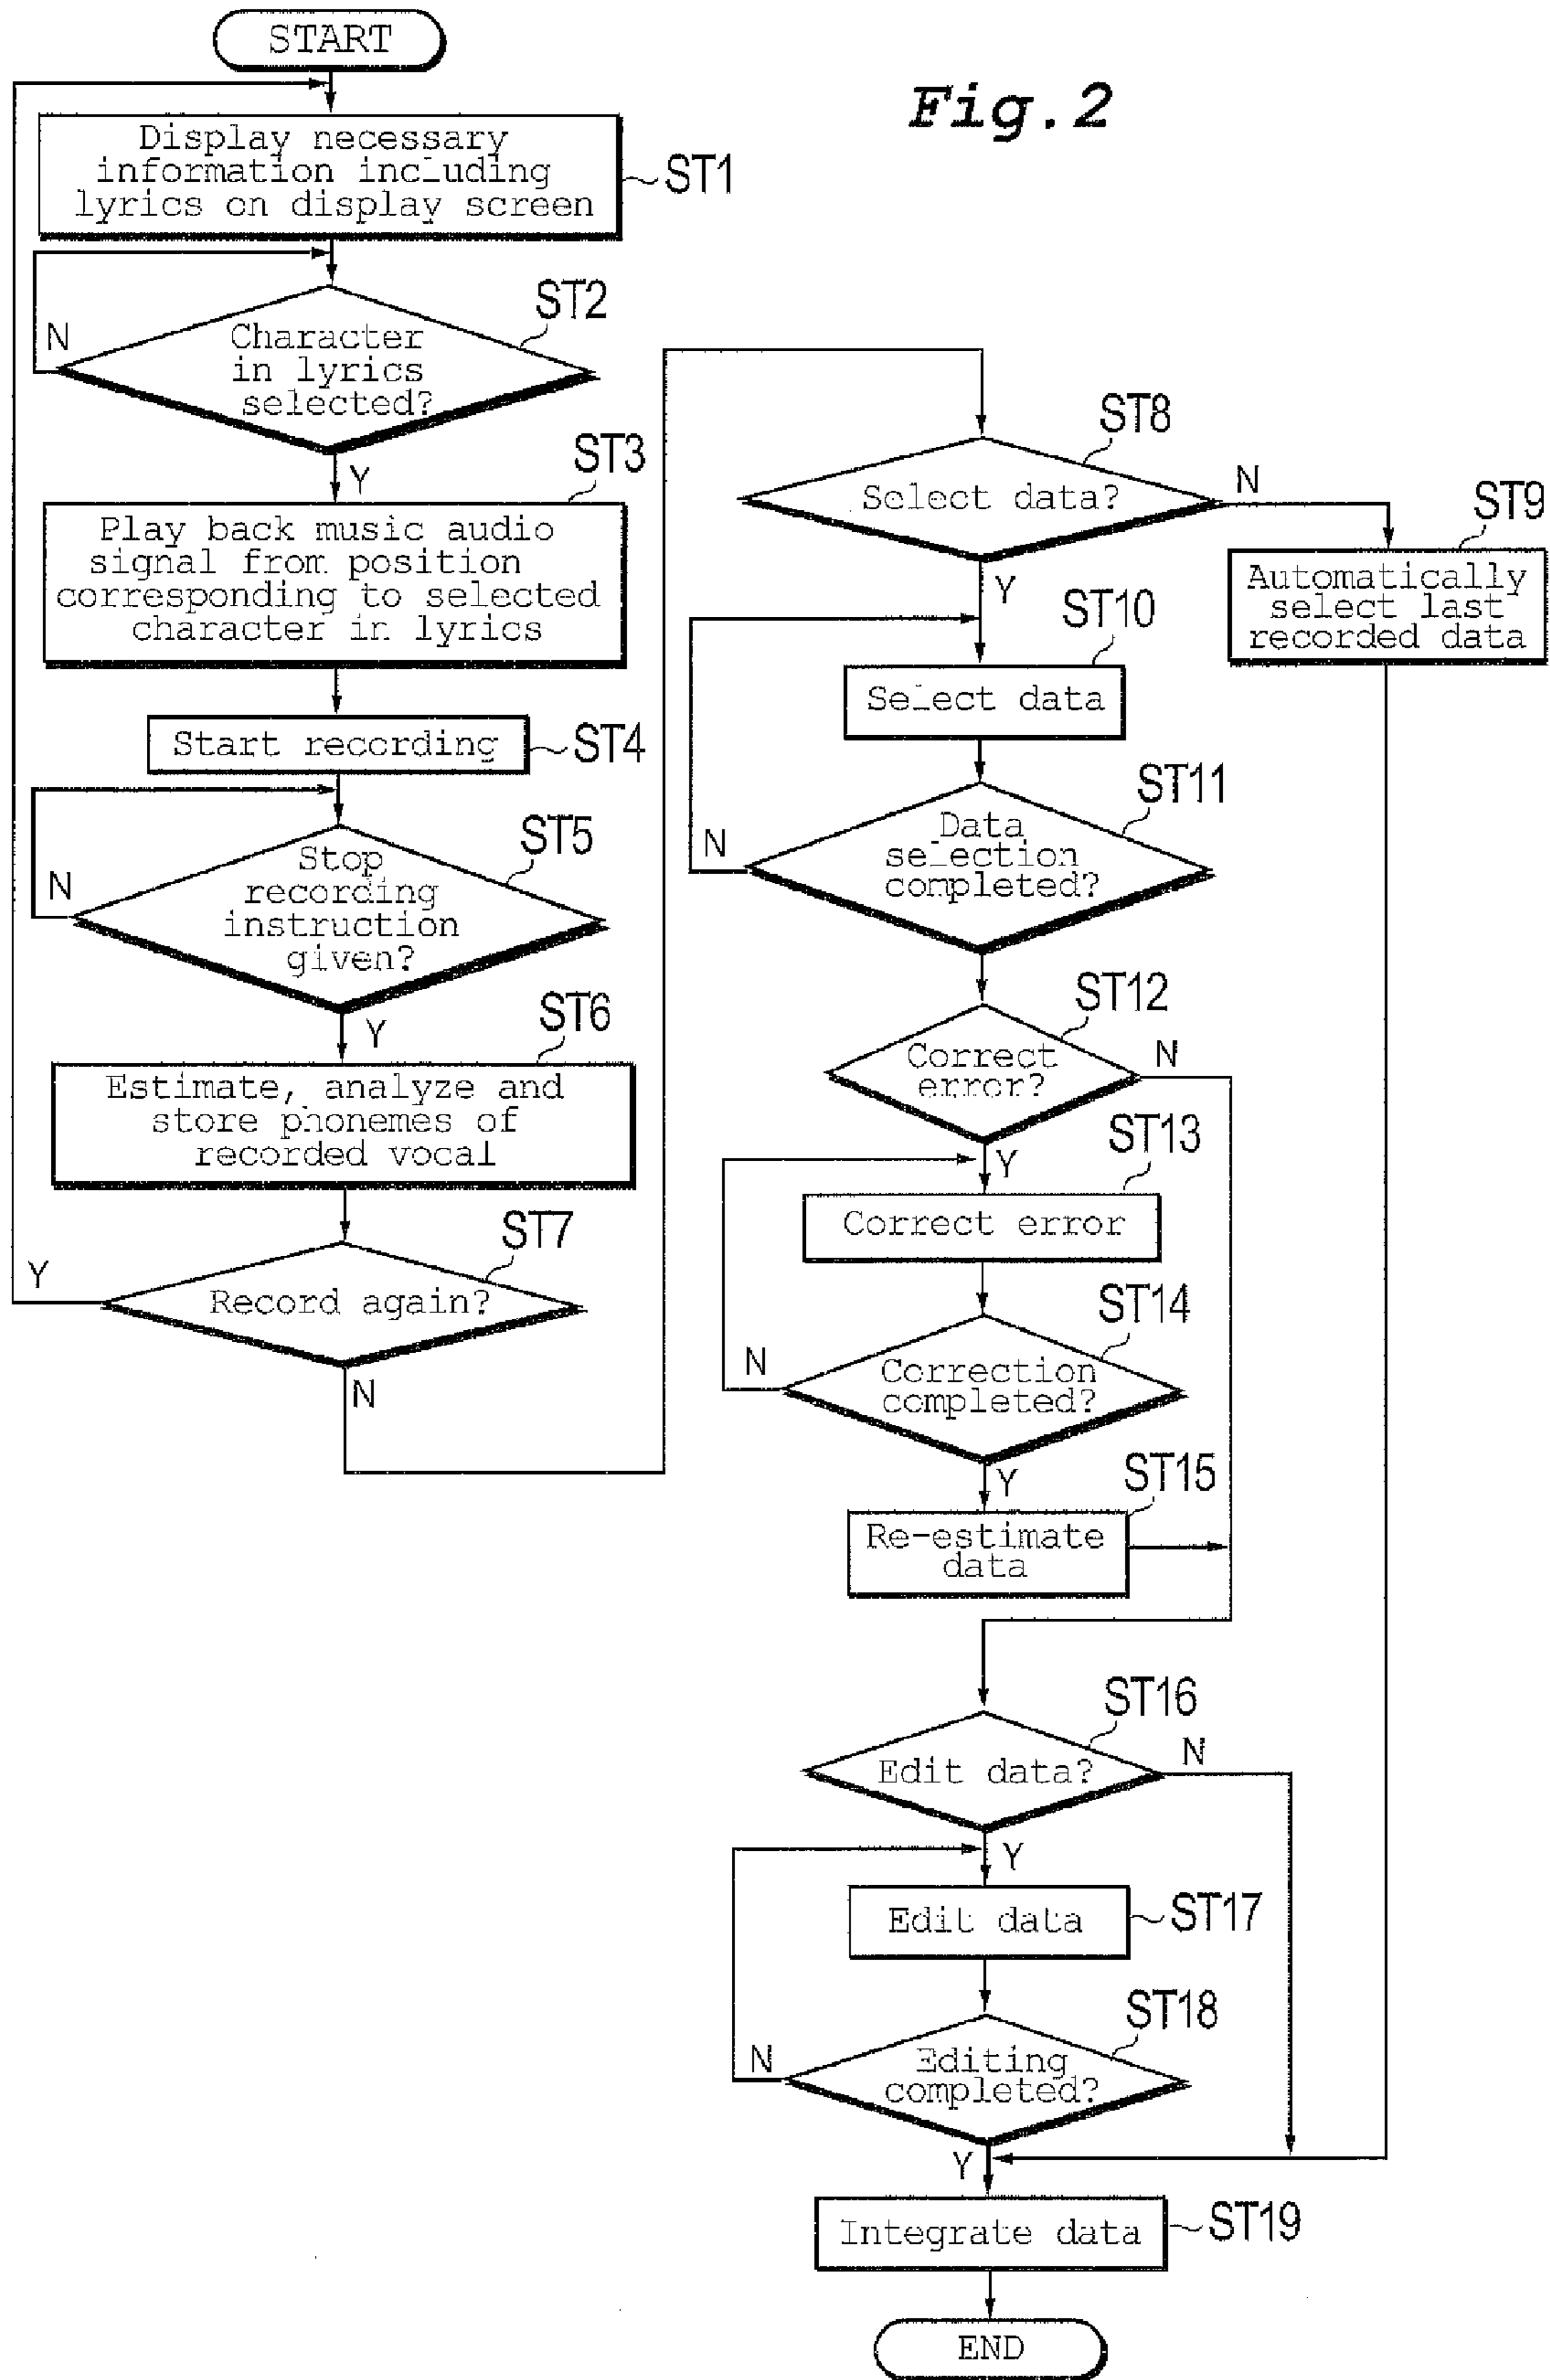 START
Fig.2
Display necessary
information including
lyrics on display screen
ST1
ST2
Character
in lyrics
selected?
N
Y
ST3
Play back music audio
signal from position
corresponding to selected
character in lyrics
Start recording
ST4
ST5
Stop
recording
instruction
given?
N
Y
ST6
Estimate, analyze and
store phonemes of
recorded vocal
ST7
Record again?
Y
N
ST8
Select data?
N
Y
ST9
Automatically
select last
recorded data
ST10
Select data
ST11
Data
selection
completed?
N
ST12
Correct
error?
N
Y
ST13
Correct error
ST14
Correction
completed?
N
Y
ST15
Re-estimate
data
ST16
Edit data?
N
Y
Edit data
ST17
ST18
Editing
completed?
N
Y
Integrate data
ST19
END